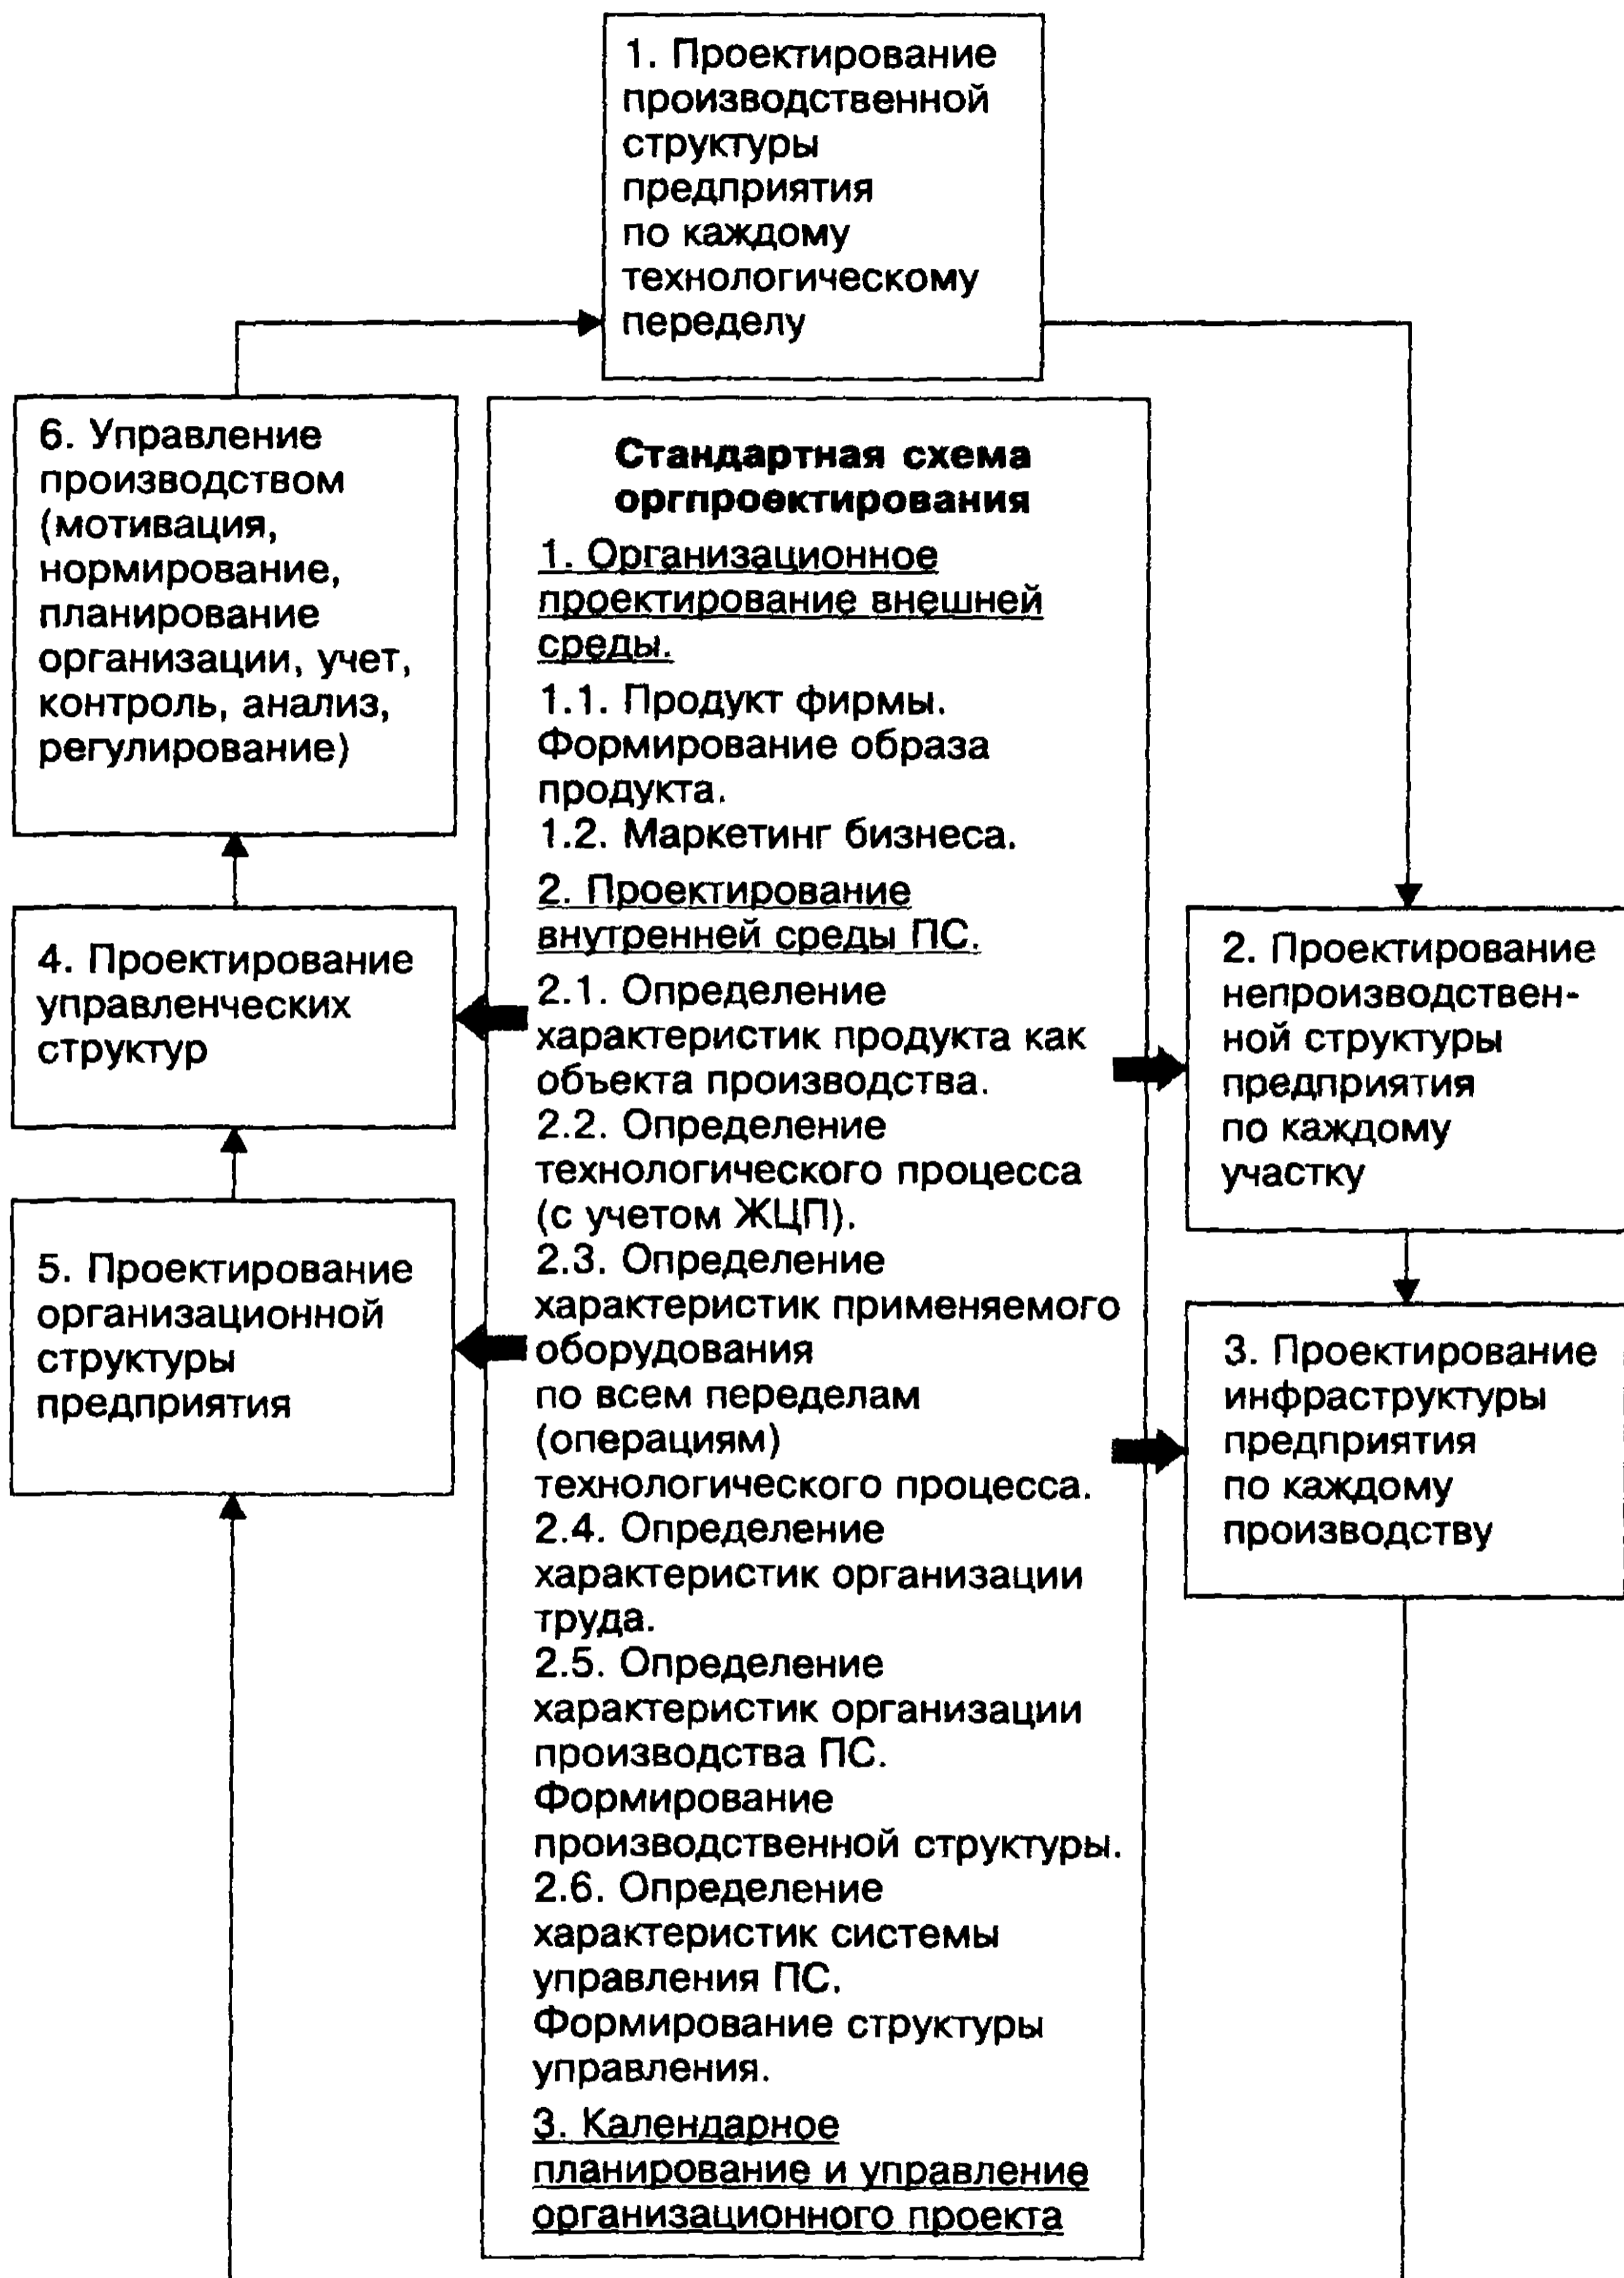 1. Проектирование
производственной
структуры
предприятия
по каждому
технологическому
переделу
6. Управление
производством
(мотивация,
нормирование,
планирование
организации, учет,
контроль, анализ,
регулирование)
4. Проектирование
управленческих
структур
5. Проектирование
организационной
структуры
предприятия
Стандартная схема
оргпроектирования
1. Организационное
проектирование внешней
среды.
1.1. Продукт фирмы.
Формирование образа
продукта.
1.2. Маркетинг бизнеса.
2. Проектирование
внутренней среды ПС.
2.1. Определение
характеристик продукта как
объекта производства.
2.2. Определение
технологического процесса
(с учетом ЖЦП).
2.3. Определение
характеристик применяемого
оборудования
по всем переделам
(операциям)
технологического процесса.
2.4. Определение
характеристик организации
труда.
2.5. Определение
характеристик организации
производства ПС.
Формирование
производственной структуры.
2.6. Определение
характеристик системы
управления ПС.
Формирование структуры
управления.
3. Календарное
планирование и управление
организационного проекта
2. Проектирование
непроизводствен-
ной структуры
предприятия
по каждому
участку
3. Проектирование
инфраструктуры
предприятия
по каждому
производству